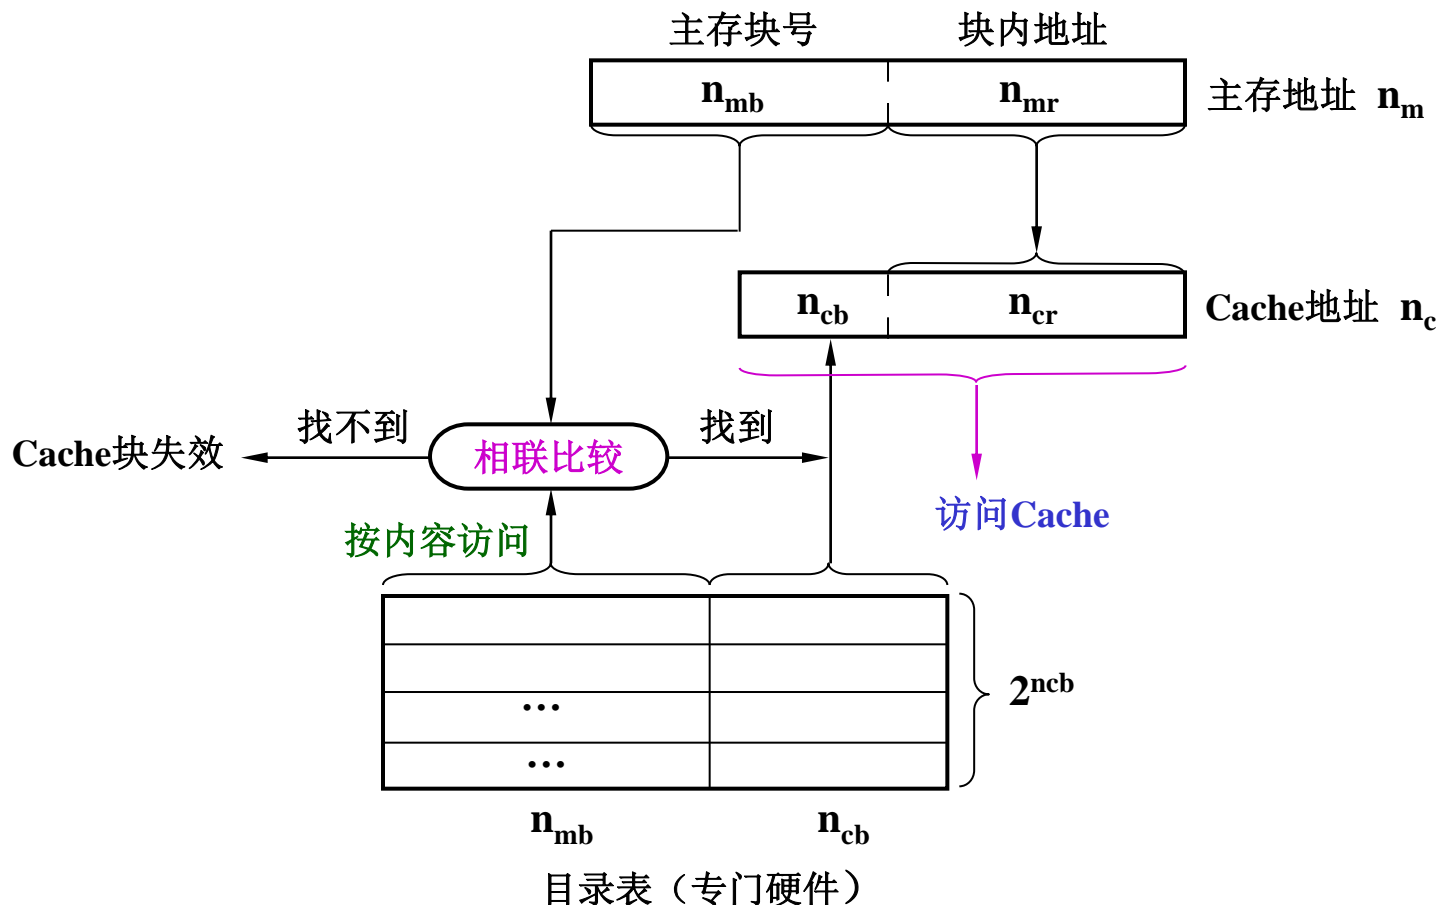 主存块号 块内地址
n_mb n_mr 主存地址 n_m
n_cb n_cr Cache地址 n_c
找不到 找到
Cache块失效 相联比较
访问Cache
按内容访问
2^ncb
…
…
n_mb n_cb
目录表（专门硬件）